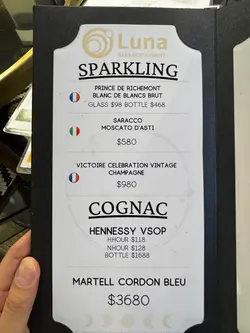 Luna
SPARKLING
PRINCE DE RICHEMONT
BLANC DE BLANCS BRUT
GLASS $98 BOTTLE $468
SARACCO
MOSCATO D'ASTI
$580
VICTOIRE CELEBRATION VINTAGE
CHAMPAGNE
$980
COGNAC
HENNESSY VSOP
HHOUR $118
NHOUR $128
BOTTLE $1688
MARTELL CORDON BLEU
$3680